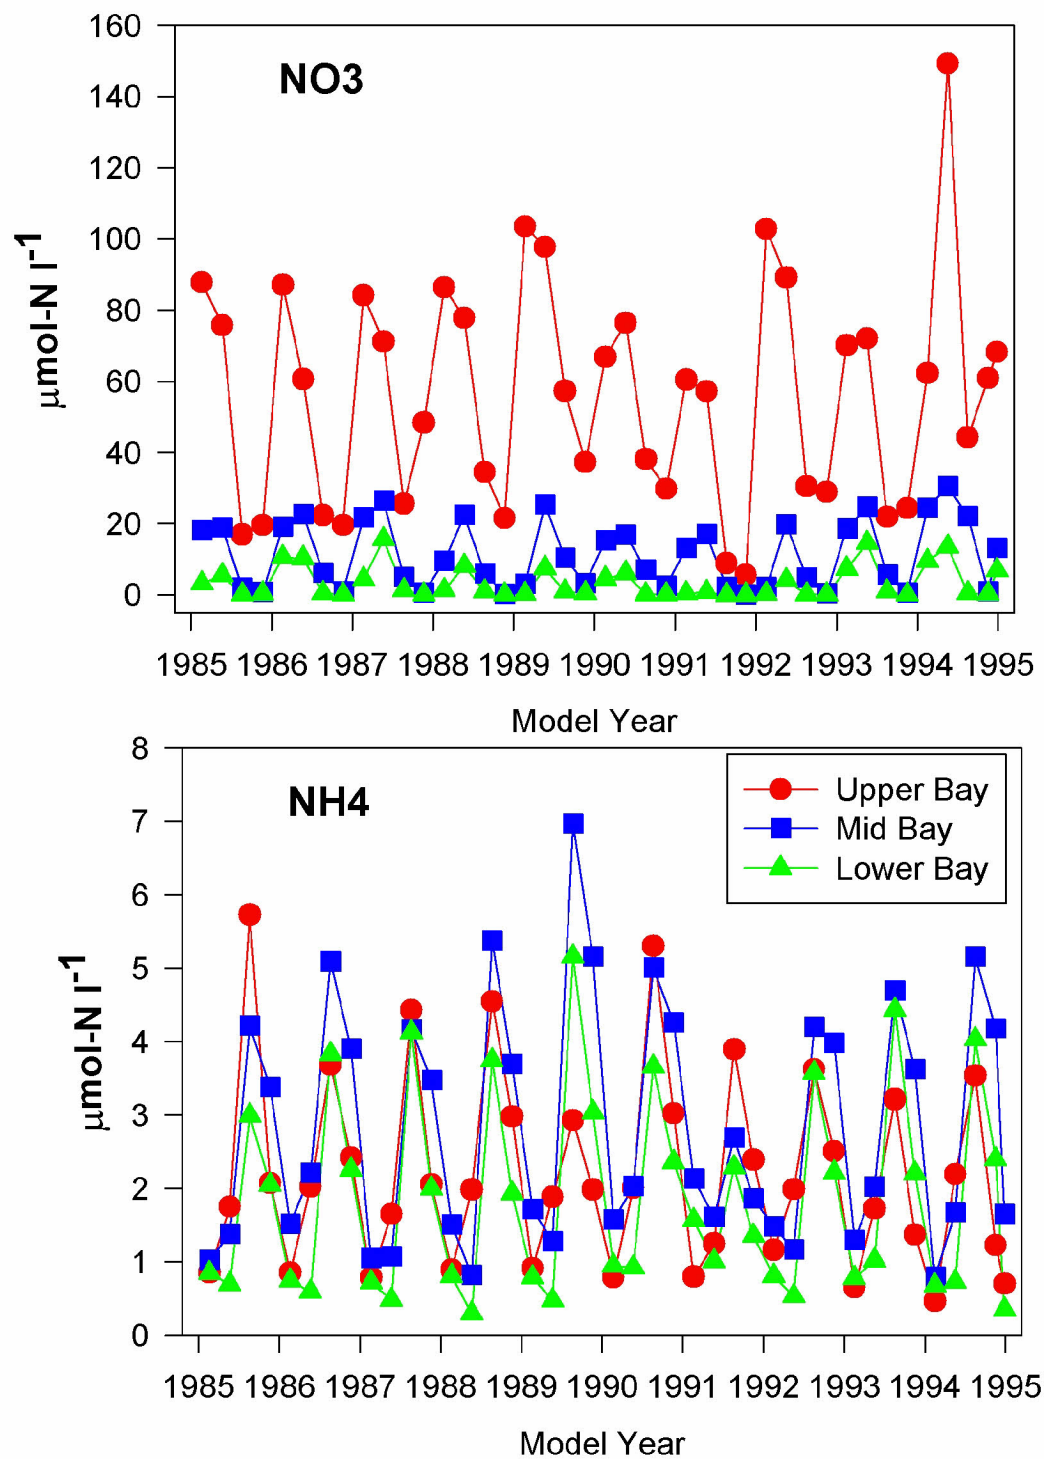 160
140
120
100
80
60
40
20
0
NO3
μmol-N l-1
1985 1986 1987 1988 1989 1990 1991 1992 1993 1994 1995
Model Year
8
7
6
5
4
3
2
1
0
NH4
μmol-N l-1
Upper Bay
Mid Bay
Lower Bay
1985 1986 1987 1988 1989 1990 1991 1992 1993 1994 1995
Model Year